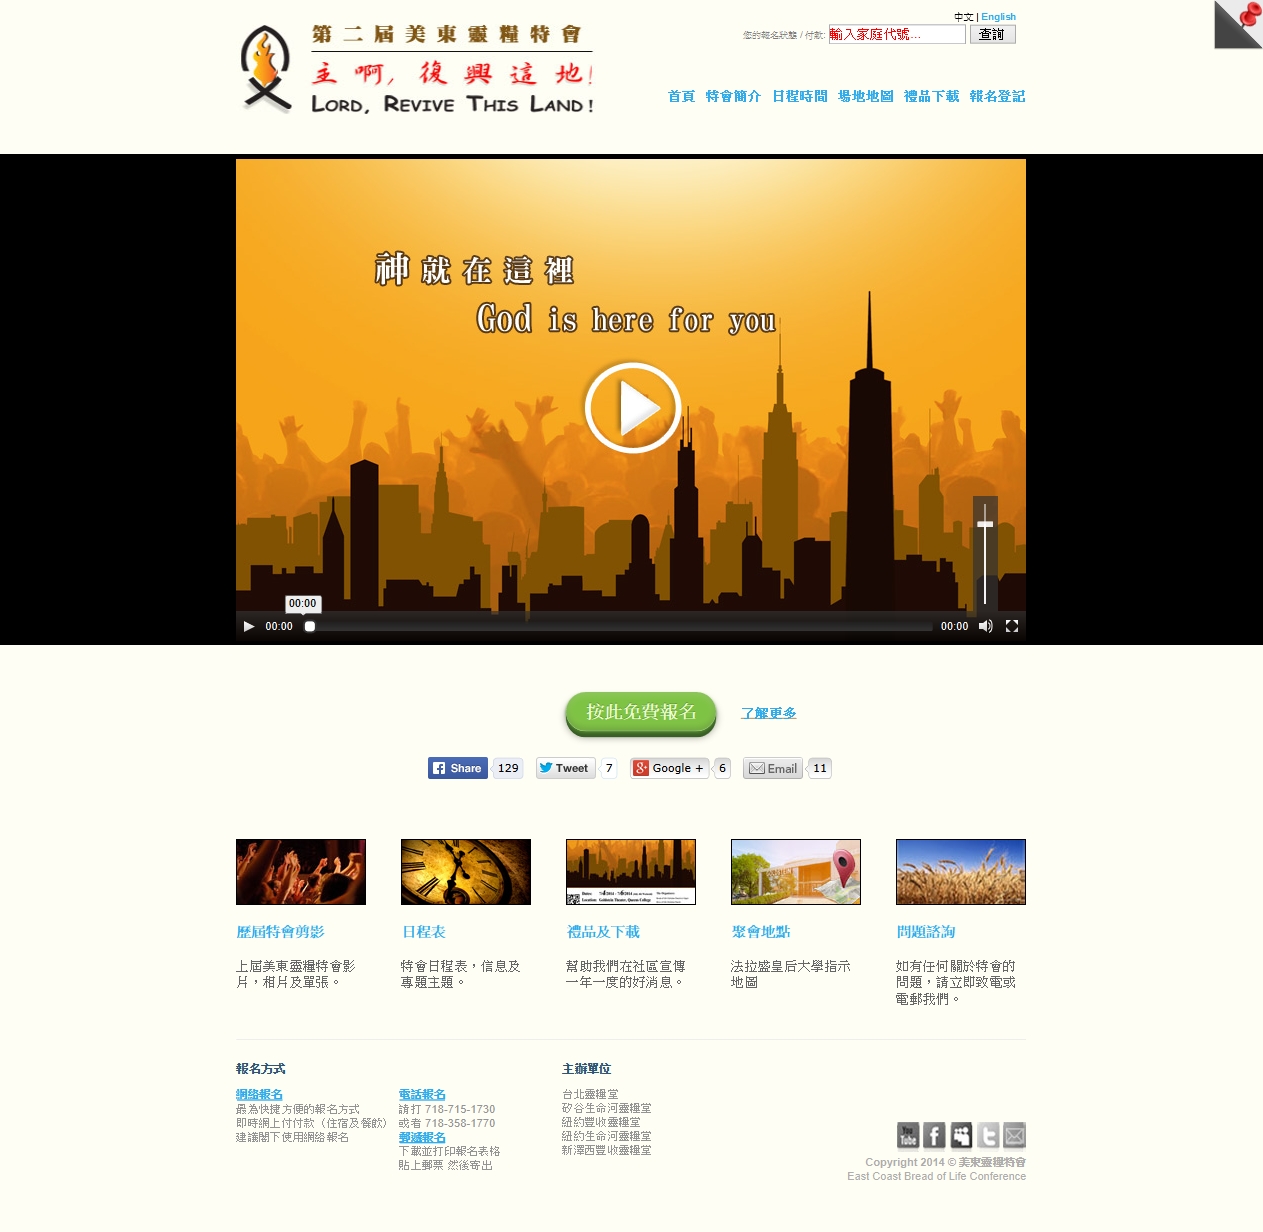 中文 | English
第二屆美東靈糧特會
您的報名狀態 / 付款:
輸入家庭代號...
查詢
主啊, 復興這地!
LORD, REVIVE THIS LAND!
首頁 特會簡介 日程時間 場地地圖 禮品下載 報名登記
神就在這裡
God is here for you
00:00
00:00
00:00
按此免費報名
了解更多
Share 129
Tweet 7
Google + 6
Email 11
歷屆特會剪影
上屆美東靈糧特會影
片，相片及單張。
日程表
特會日程表，信息及
專題主題。
禮品及下載
幫助我們在社區宣傳
一年一度的好消息。
聚會地點
法拉盛皇后大學指示
地圖
問題諮詢
如有任何關於特會的
問題，請立即致電或
電郵我們。
報名方式
網絡報名
最為快捷方便的報名方式
即時網上付付款（住宿及餐飲）
建議閣下使用網絡報名
電話報名
請打 718-715-1730
或者 718-358-1770
郵遞報名
下載並打印報名表格
貼上郵票 然後寄出
主辦單位
台北靈糧堂
矽谷生命河靈糧堂
紐約豐收靈糧堂
紐約生命河靈糧堂
新澤西豐收靈糧堂
You
Tube
Copyright 2014 © 美東靈糧特會
East Coast Bread of Life Conference